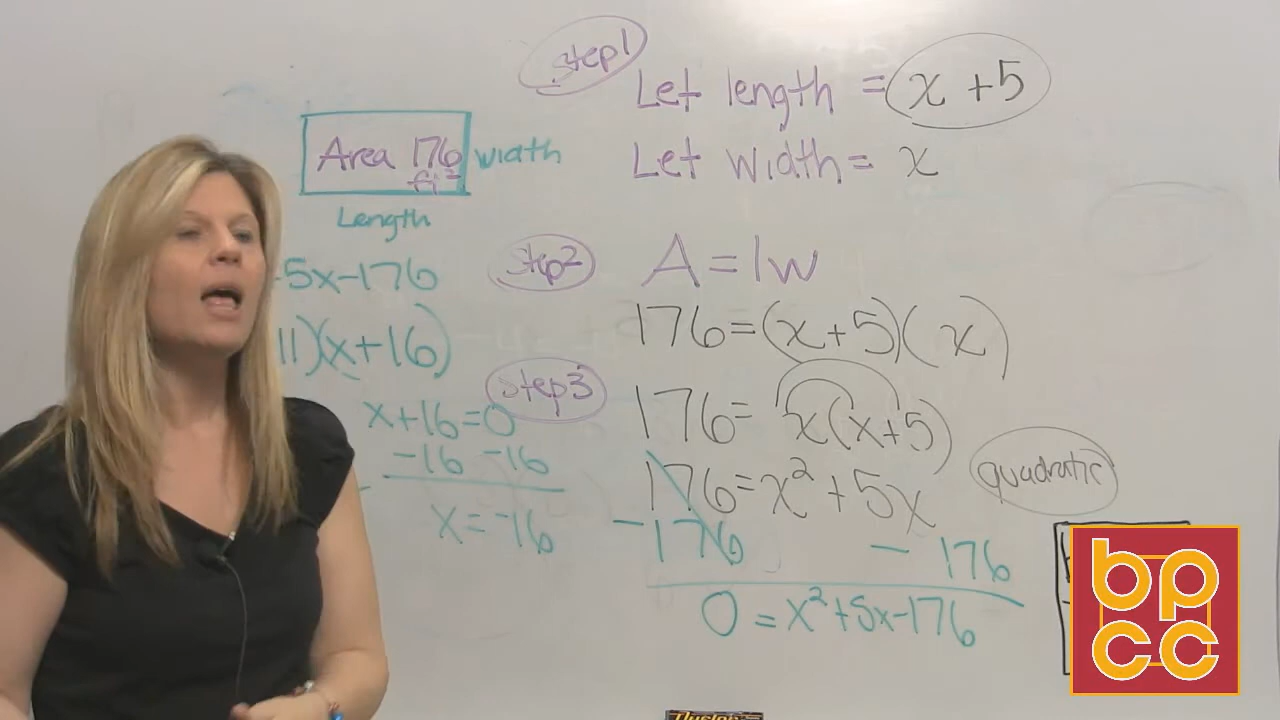 Step1
Let length = x + 5
Let width = x
Area 176
ft²
width
Length
Step2
A = lw
176 = (x + 5)(x)
Step3
176 = x(x+5)
176 = x² + 5x
quadratic
-176 - 176
0 = x² + 5x - 176
5x - 176
11)(x + 16)
x + 16 = 0
-16 -16
x = -16
bp
cc